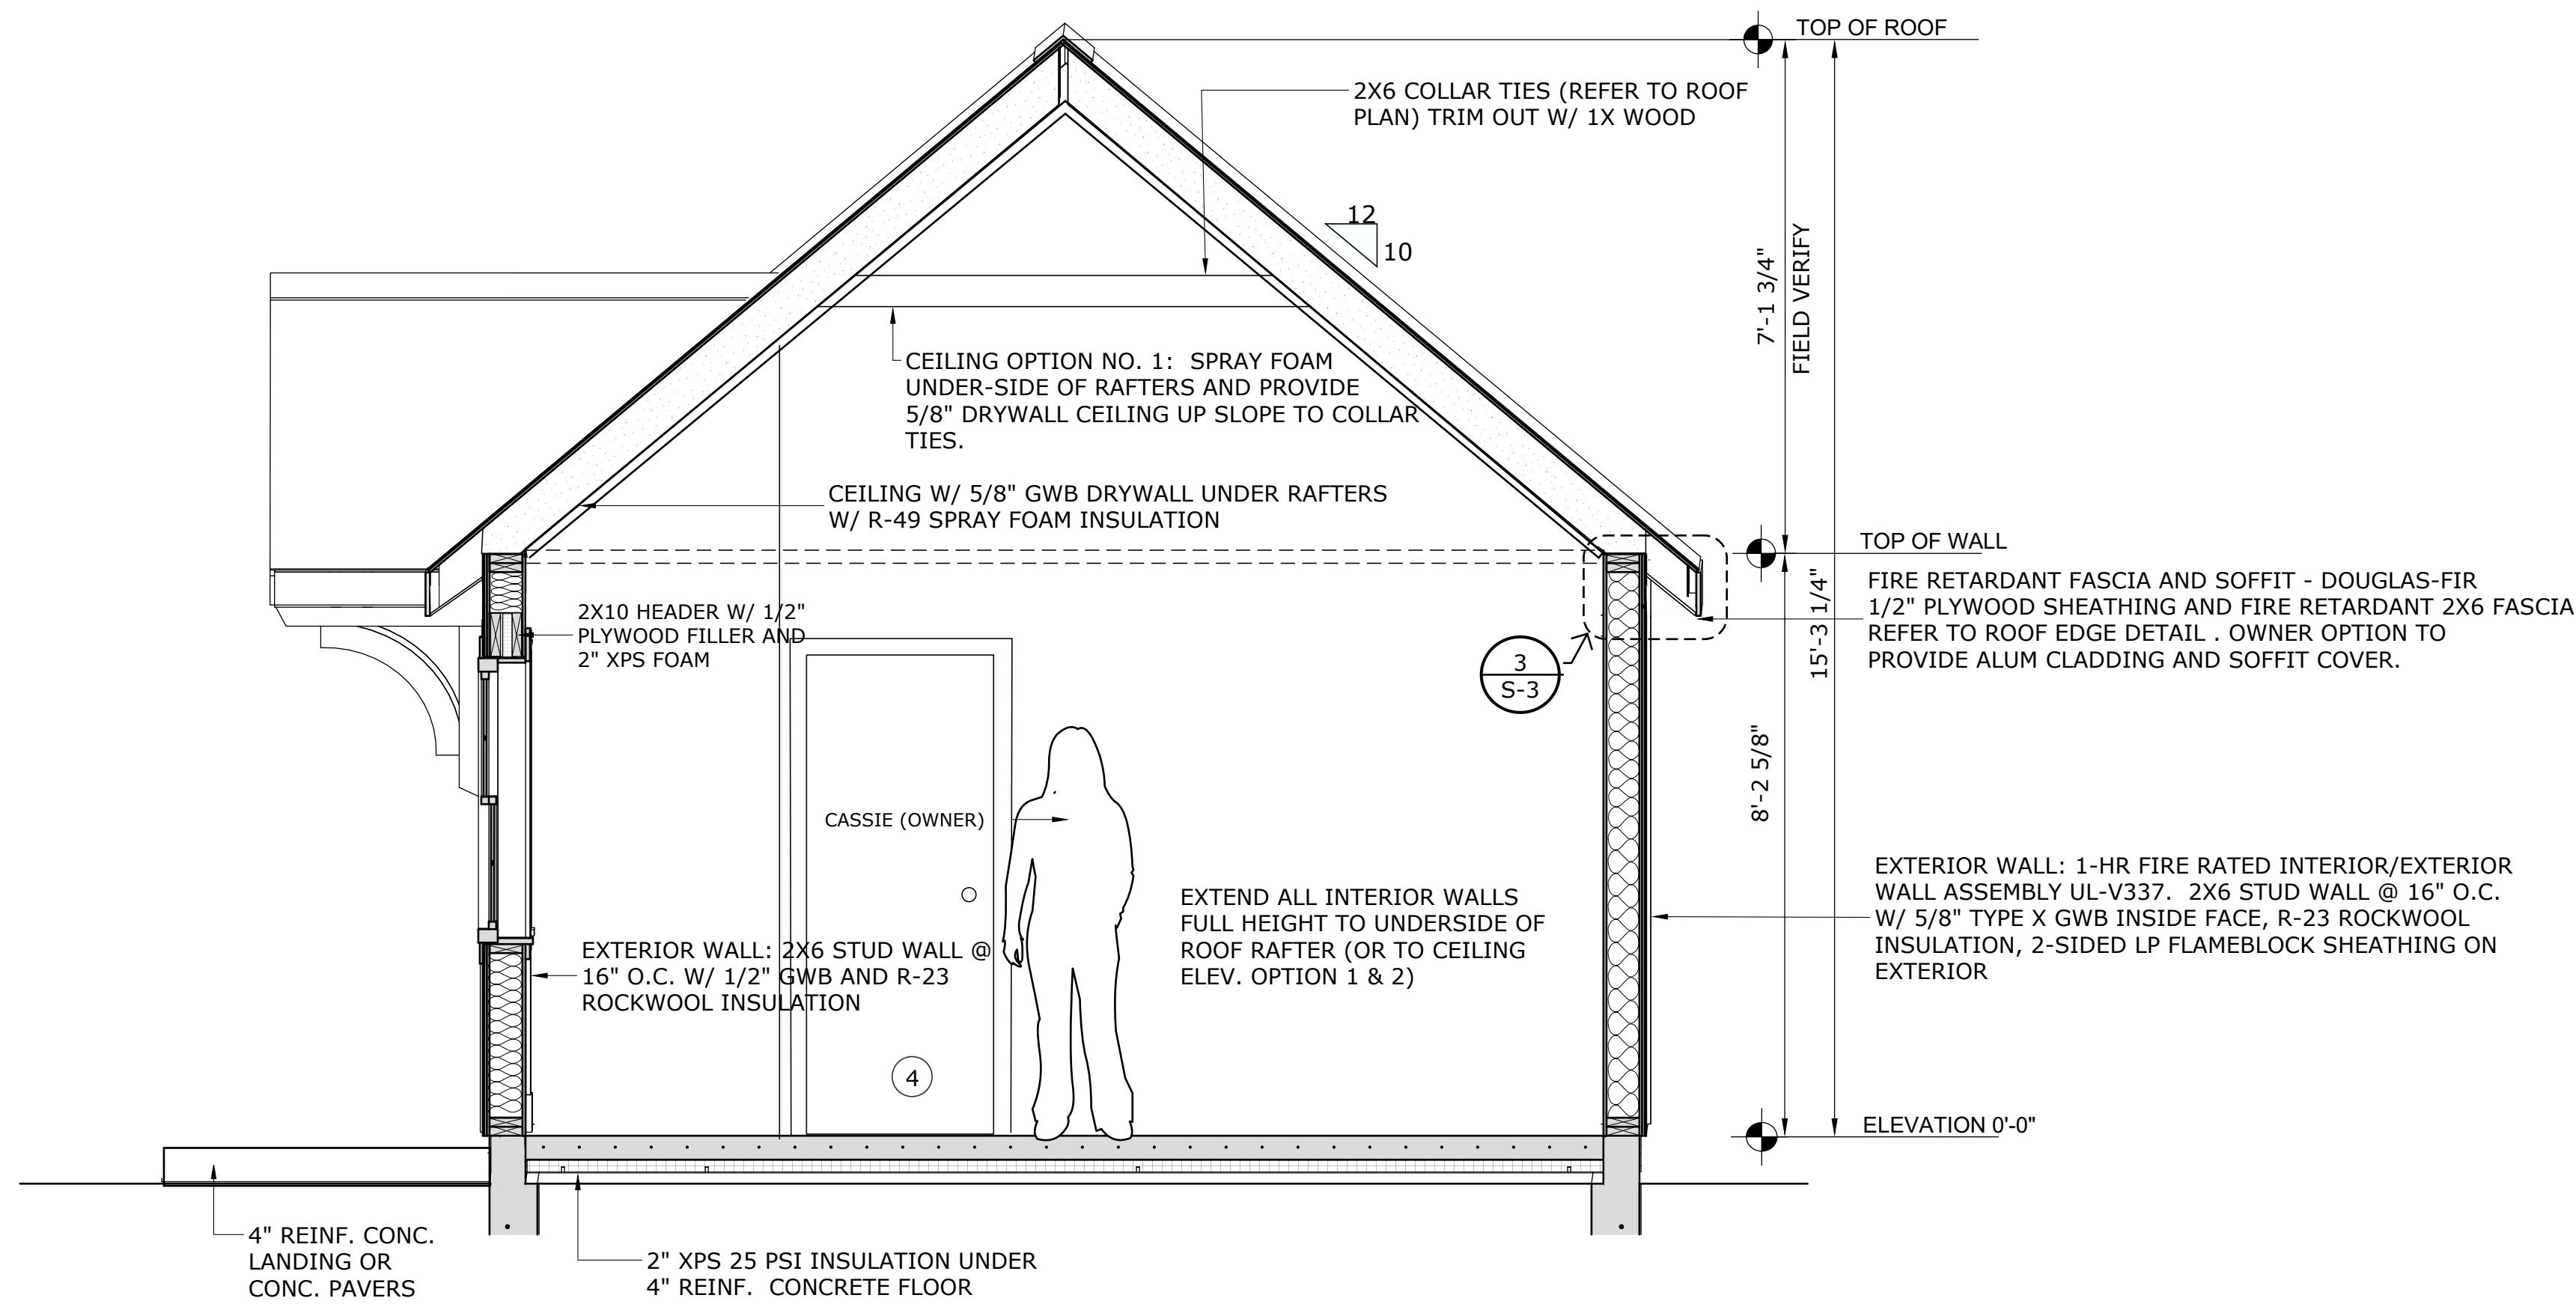 TOP OF ROOF
2X6 COLLAR TIES (REFER TO ROOF
PLAN) TRIM OUT W/ 1X WOOD
12
10
7'-1 3/4"
FIELD VERIFY
CEILING OPTION NO. 1:  SPRAY FOAM
UNDER-SIDE OF RAFTERS AND PROVIDE
5/8" DRYWALL CEILING UP SLOPE TO COLLAR
TIES.
CEILING W/ 5/8" GWB DRYWALL UNDER RAFTERS
W/ R-49 SPRAY FOAM INSULATION
TOP OF WALL
FIRE RETARDANT FASCIA AND SOFFIT - DOUGLAS-FIR
1/2" PLYWOOD SHEATHING AND FIRE RETARDANT 2X6 FASCIA
REFER TO ROOF EDGE DETAIL . OWNER OPTION TO
PROVIDE ALUM CLADDING AND SOFFIT COVER.
15'-3 1/4"
2X10 HEADER W/ 1/2"
PLYWOOD FILLER AND
2" XPS FOAM
3
S-3
8'-2 5/8"
CASSIE (OWNER)
EXTERIOR WALL: 1-HR FIRE RATED INTERIOR/EXTERIOR
WALL ASSEMBLY UL-V337.  2X6 STUD WALL @ 16" O.C.
W/ 5/8" TYPE X GWB INSIDE FACE, R-23 ROCKWOOL
INSULATION, 2-SIDED LP FLAMEBLOCK SHEATHING ON
EXTERIOR
EXTEND ALL INTERIOR WALLS
FULL HEIGHT TO UNDERSIDE OF
ROOF RAFTER (OR TO CEILING
ELEV. OPTION 1 & 2)
EXTERIOR WALL: 2X6 STUD WALL @
16" O.C. W/ 1/2" GWB AND R-23
ROCKWOOL INSULATION
4
ELEVATION 0'-0"
4" REINF. CONC.
LANDING OR
CONC. PAVERS
2" XPS 25 PSI INSULATION UNDER
4" REINF.  CONCRETE FLOOR